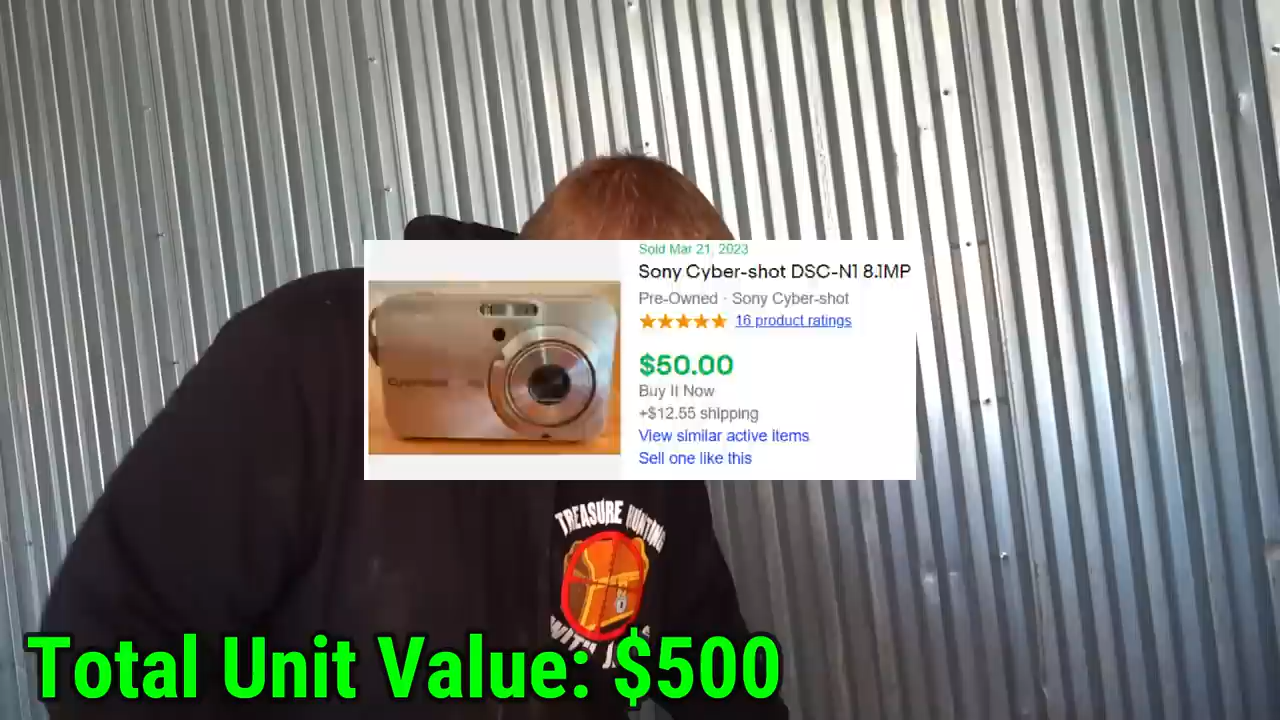 Sold Mar 21, 2023
Sony Cyber-shot DSC-N1 8.1MP
Pre-Owned · Sony Cyber-shot
16 product ratings
$50.00
Buy It Now
+$12.55 shipping
View similar active items
Sell one like this
TREASURE HUNTING
WITH
Total Unit Value: $500